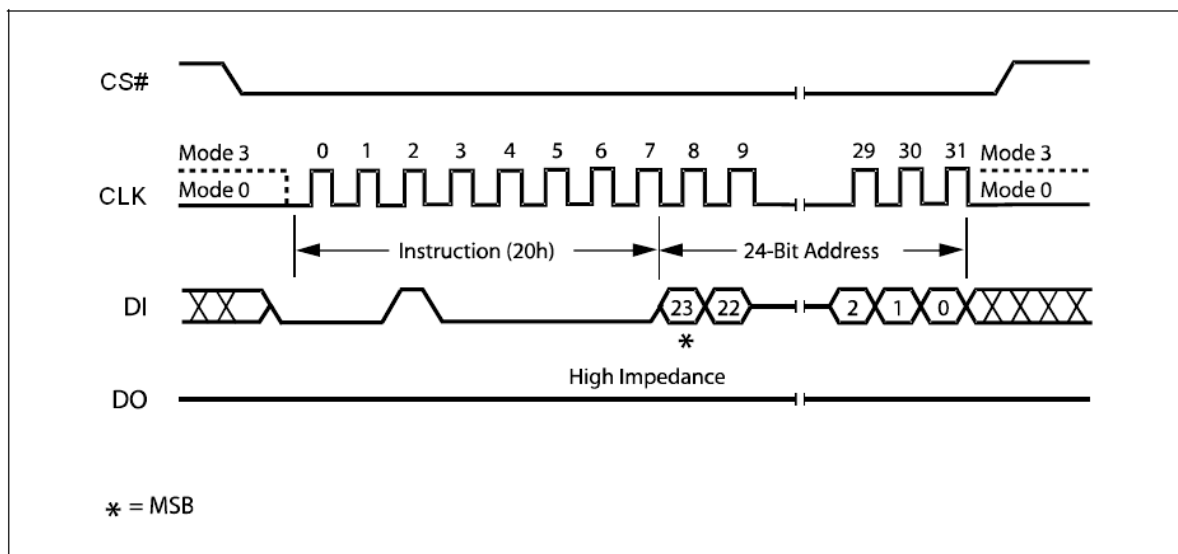 CS#
Mode 3
0 1 2 3 4 5 6 7 8 9 29 30 31
Mode 3
CLK
Mode 0
Mode 0
Instruction (20h)
24-Bit Address
DI
23 22 2 1 0
*
High Impedance
DO
* = MSB